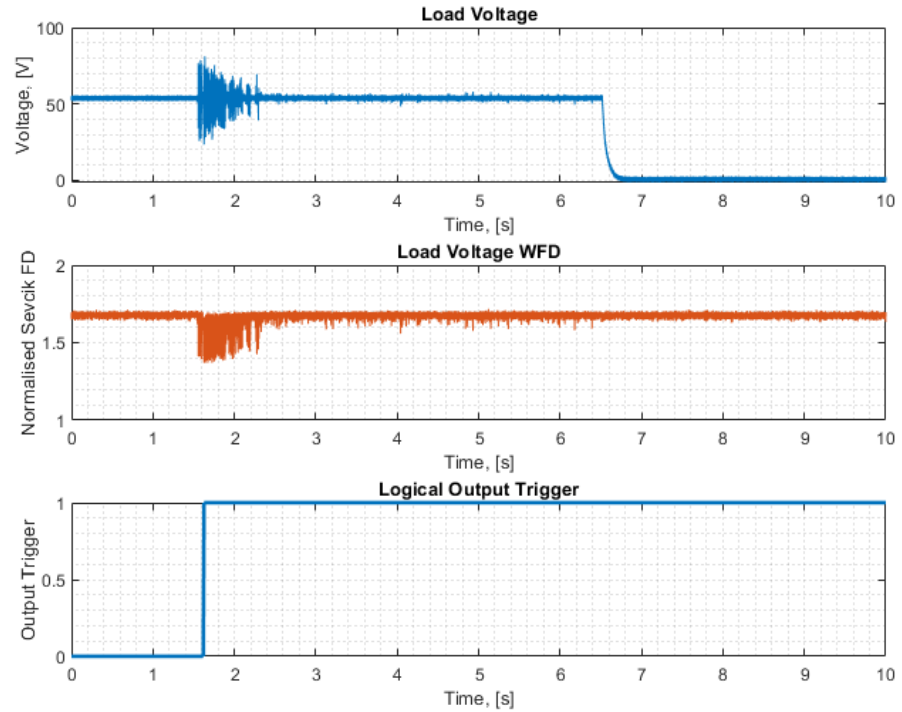 Load Voltage
100
50
0
Voltage, [V]
0 1 2 3 4 5 6 7 8 9 10
Time, [s]
Load Voltage WFD
2
1.5
1
Normalised Sevcik FD
0 1 2 3 4 5 6 7 8 9 10
Time, [s]
Logical Output Trigger
1
0.5
0
Output Trigger
0 1 2 3 4 5 6 7 8 9 10
Time, [s]